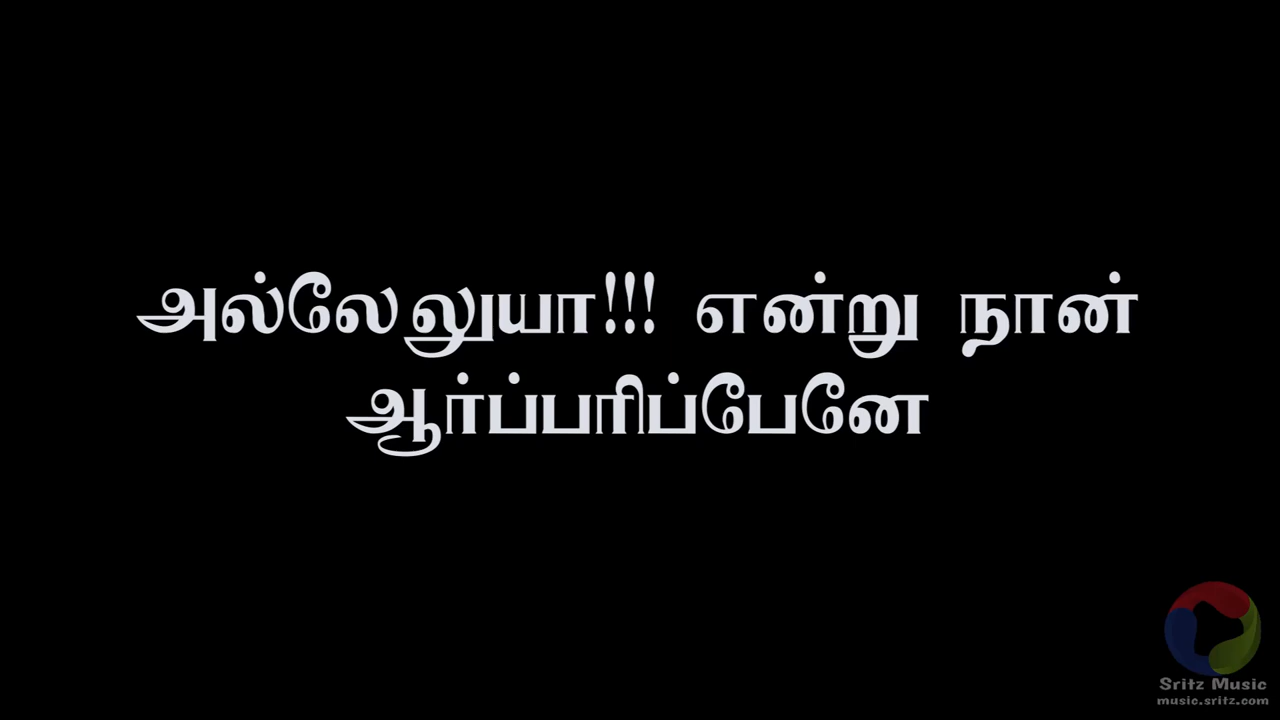 அல்லேலுயா!!! என்று நான்
ஆர்ப்பரிப்பேனே
Sritz Music
music.sritz.com